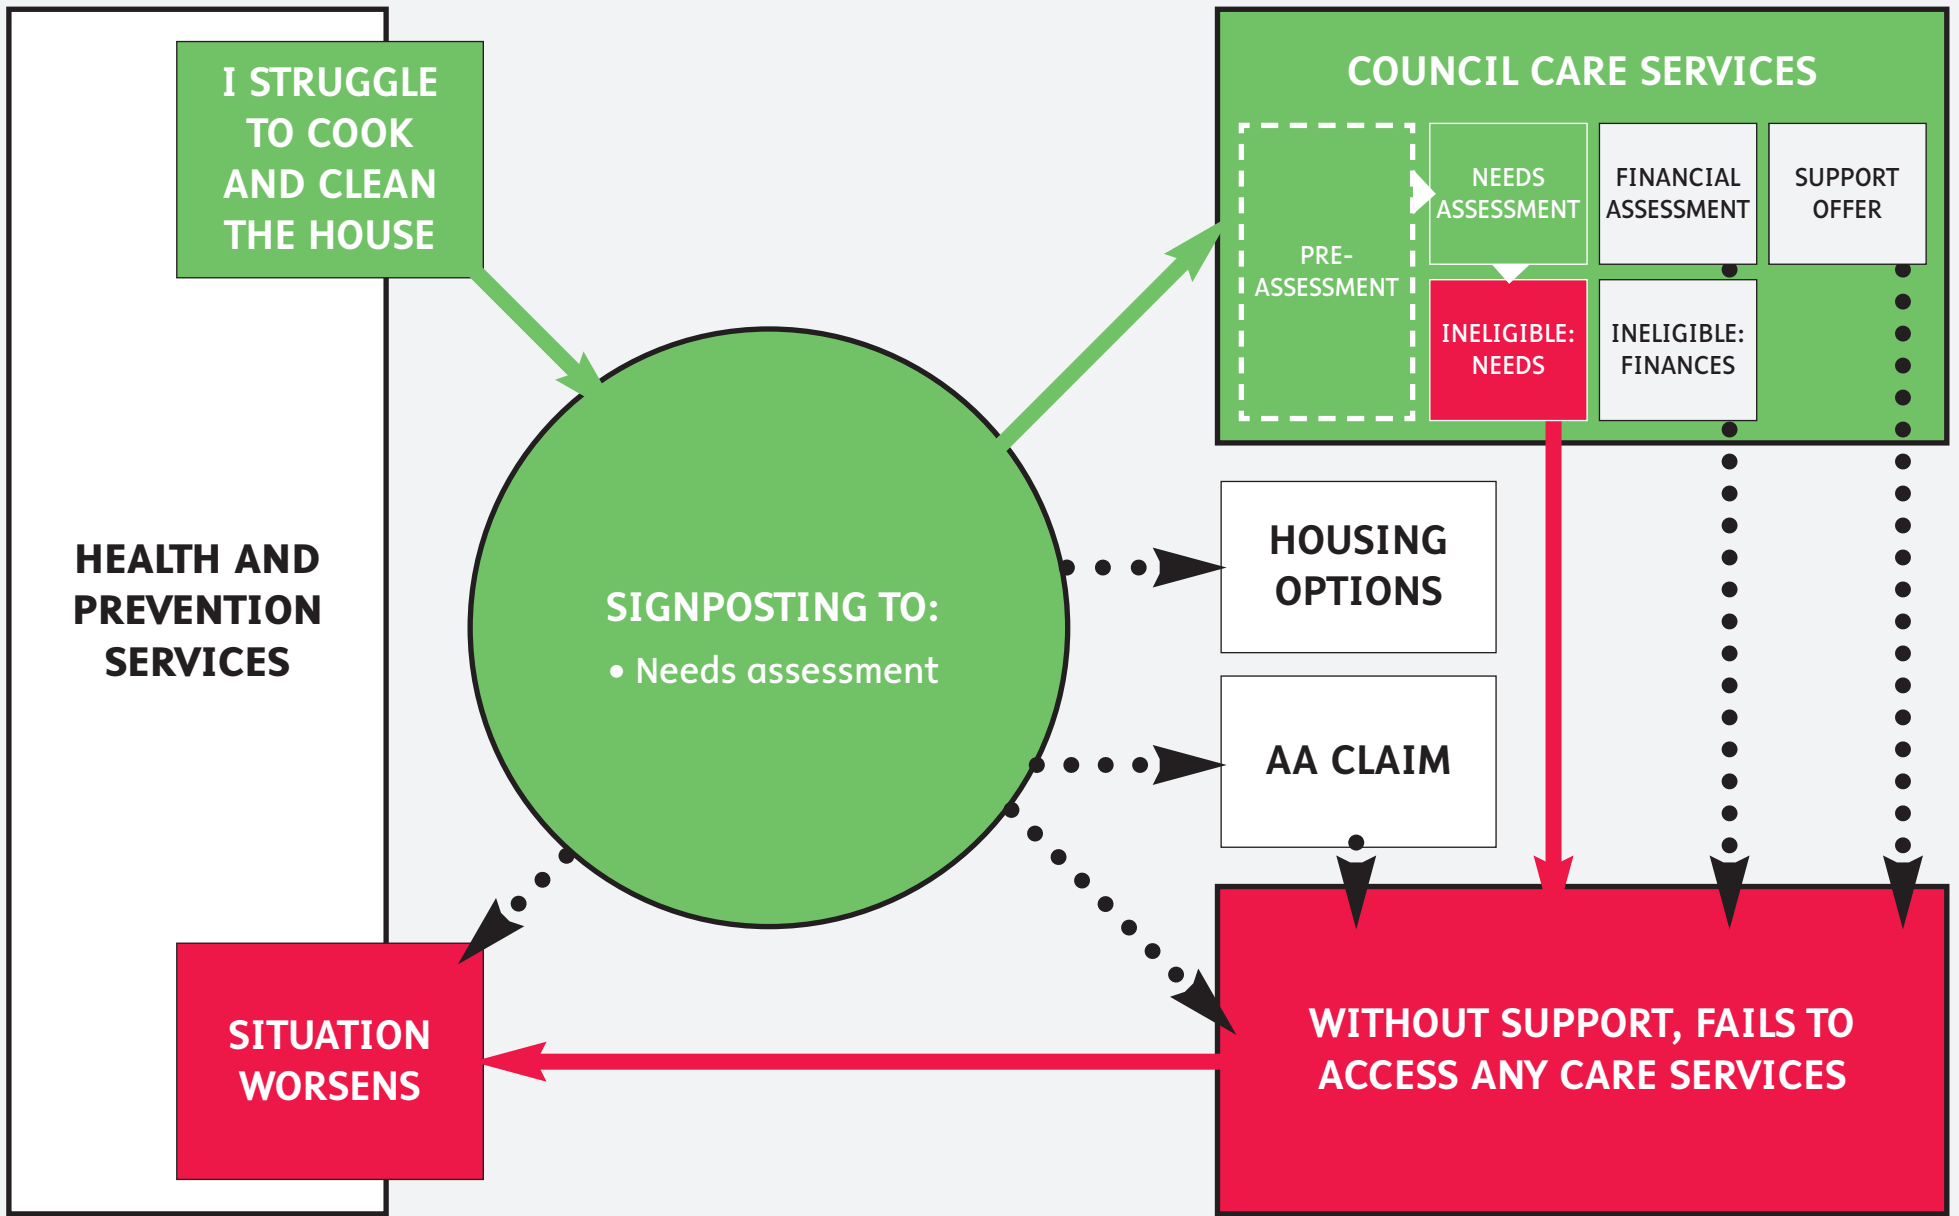 I STRUGGLE
TO COOK
AND CLEAN
THE HOUSE
HEALTH AND
PREVENTION
SERVICES
SITUATION
WORSENS
SIGNPOSTING TO:
• Needs assessment
COUNCIL CARE SERVICES
PRE-
ASSESSMENT
NEEDS
ASSESSMENT
FINANCIAL
ASSESSMENT
SUPPORT
OFFER
INELIGIBLE:
NEEDS
INELIGIBLE:
FINANCES
HOUSING
OPTIONS
AA CLAIM
WITHOUT SUPPORT, FAILS TO
ACCESS ANY CARE SERVICES